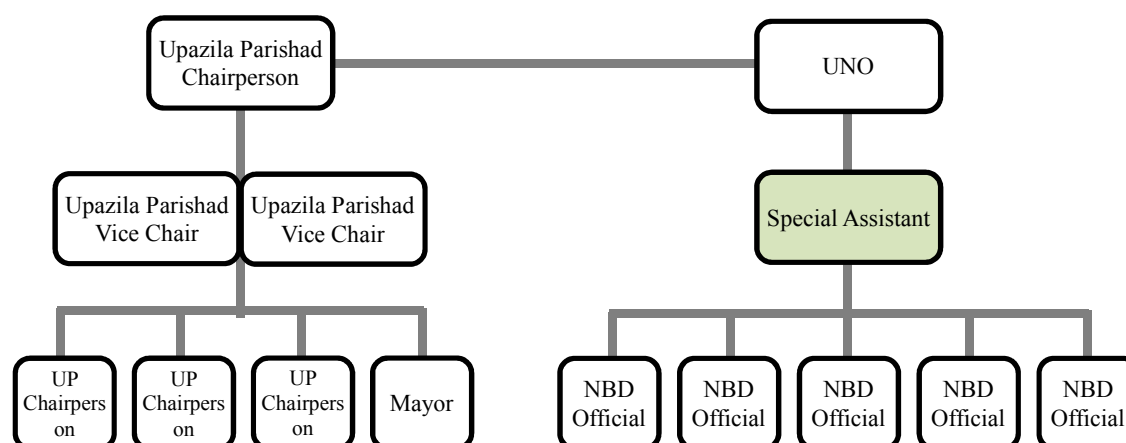 Upazila Parishad
Chairperson
UNO
Upazila Parishad
Vice Chair
Upazila Parishad
Vice Chair
Special Assistant
UP
Chairpers
on
UP
Chairpers
on
UP
Chairpers
on
Mayor
NBD
Official
NBD
Official
NBD
Official
NBD
Official
NBD
Official